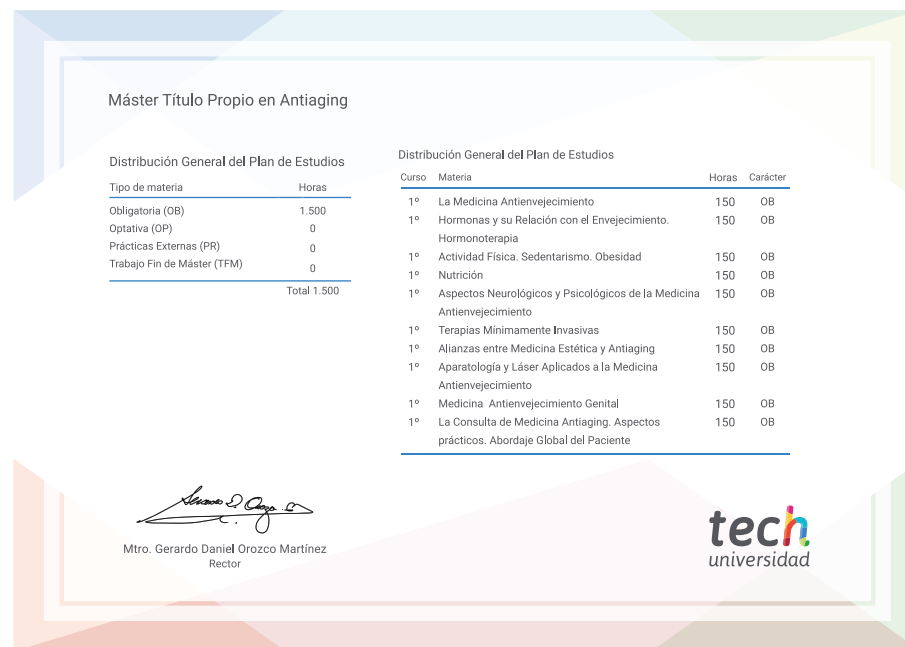 Máster Título Propio en Antiaging
Distribución General del Plan de Estudios
Tipo de materia Horas
Obligatoria (OB) 1.500
Optativa (OP) 0
Prácticas Externas (PR) 0
Trabajo Fin de Máster (TFM) 0
Total 1.500
Distribución General del Plan de Estudios
Curso Materia Horas Carácter
1º La Medicina Antienvejecimiento 150 OB
1º Hormonas y su Relación con el Envejecimiento. 150 OB
Hormonoterapia
1º Actividad Física. Sedentarismo. Obesidad 150 OB
1º Nutrición 150 OB
1º Aspectos Neurológicos y Psicológicos de la Medicina 150 OB
Antienvejecimiento
1º Terapias Mínimamente Invasivas 150 OB
1º Alianzas entre Medicina Estética y Antiaging 150 OB
1º Aparatología y Láser Aplicados a la Medicina 150 OB
Antienvejecimiento
1º Medicina Antienvejecimiento Genital 150 OB
1º La Consulta de Medicina Antiaging. Aspectos 150 OB
prácticos. Abordaje Global del Paciente
Mtro. Gerardo Daniel Orozco Martínez
Rector
tech
universidad